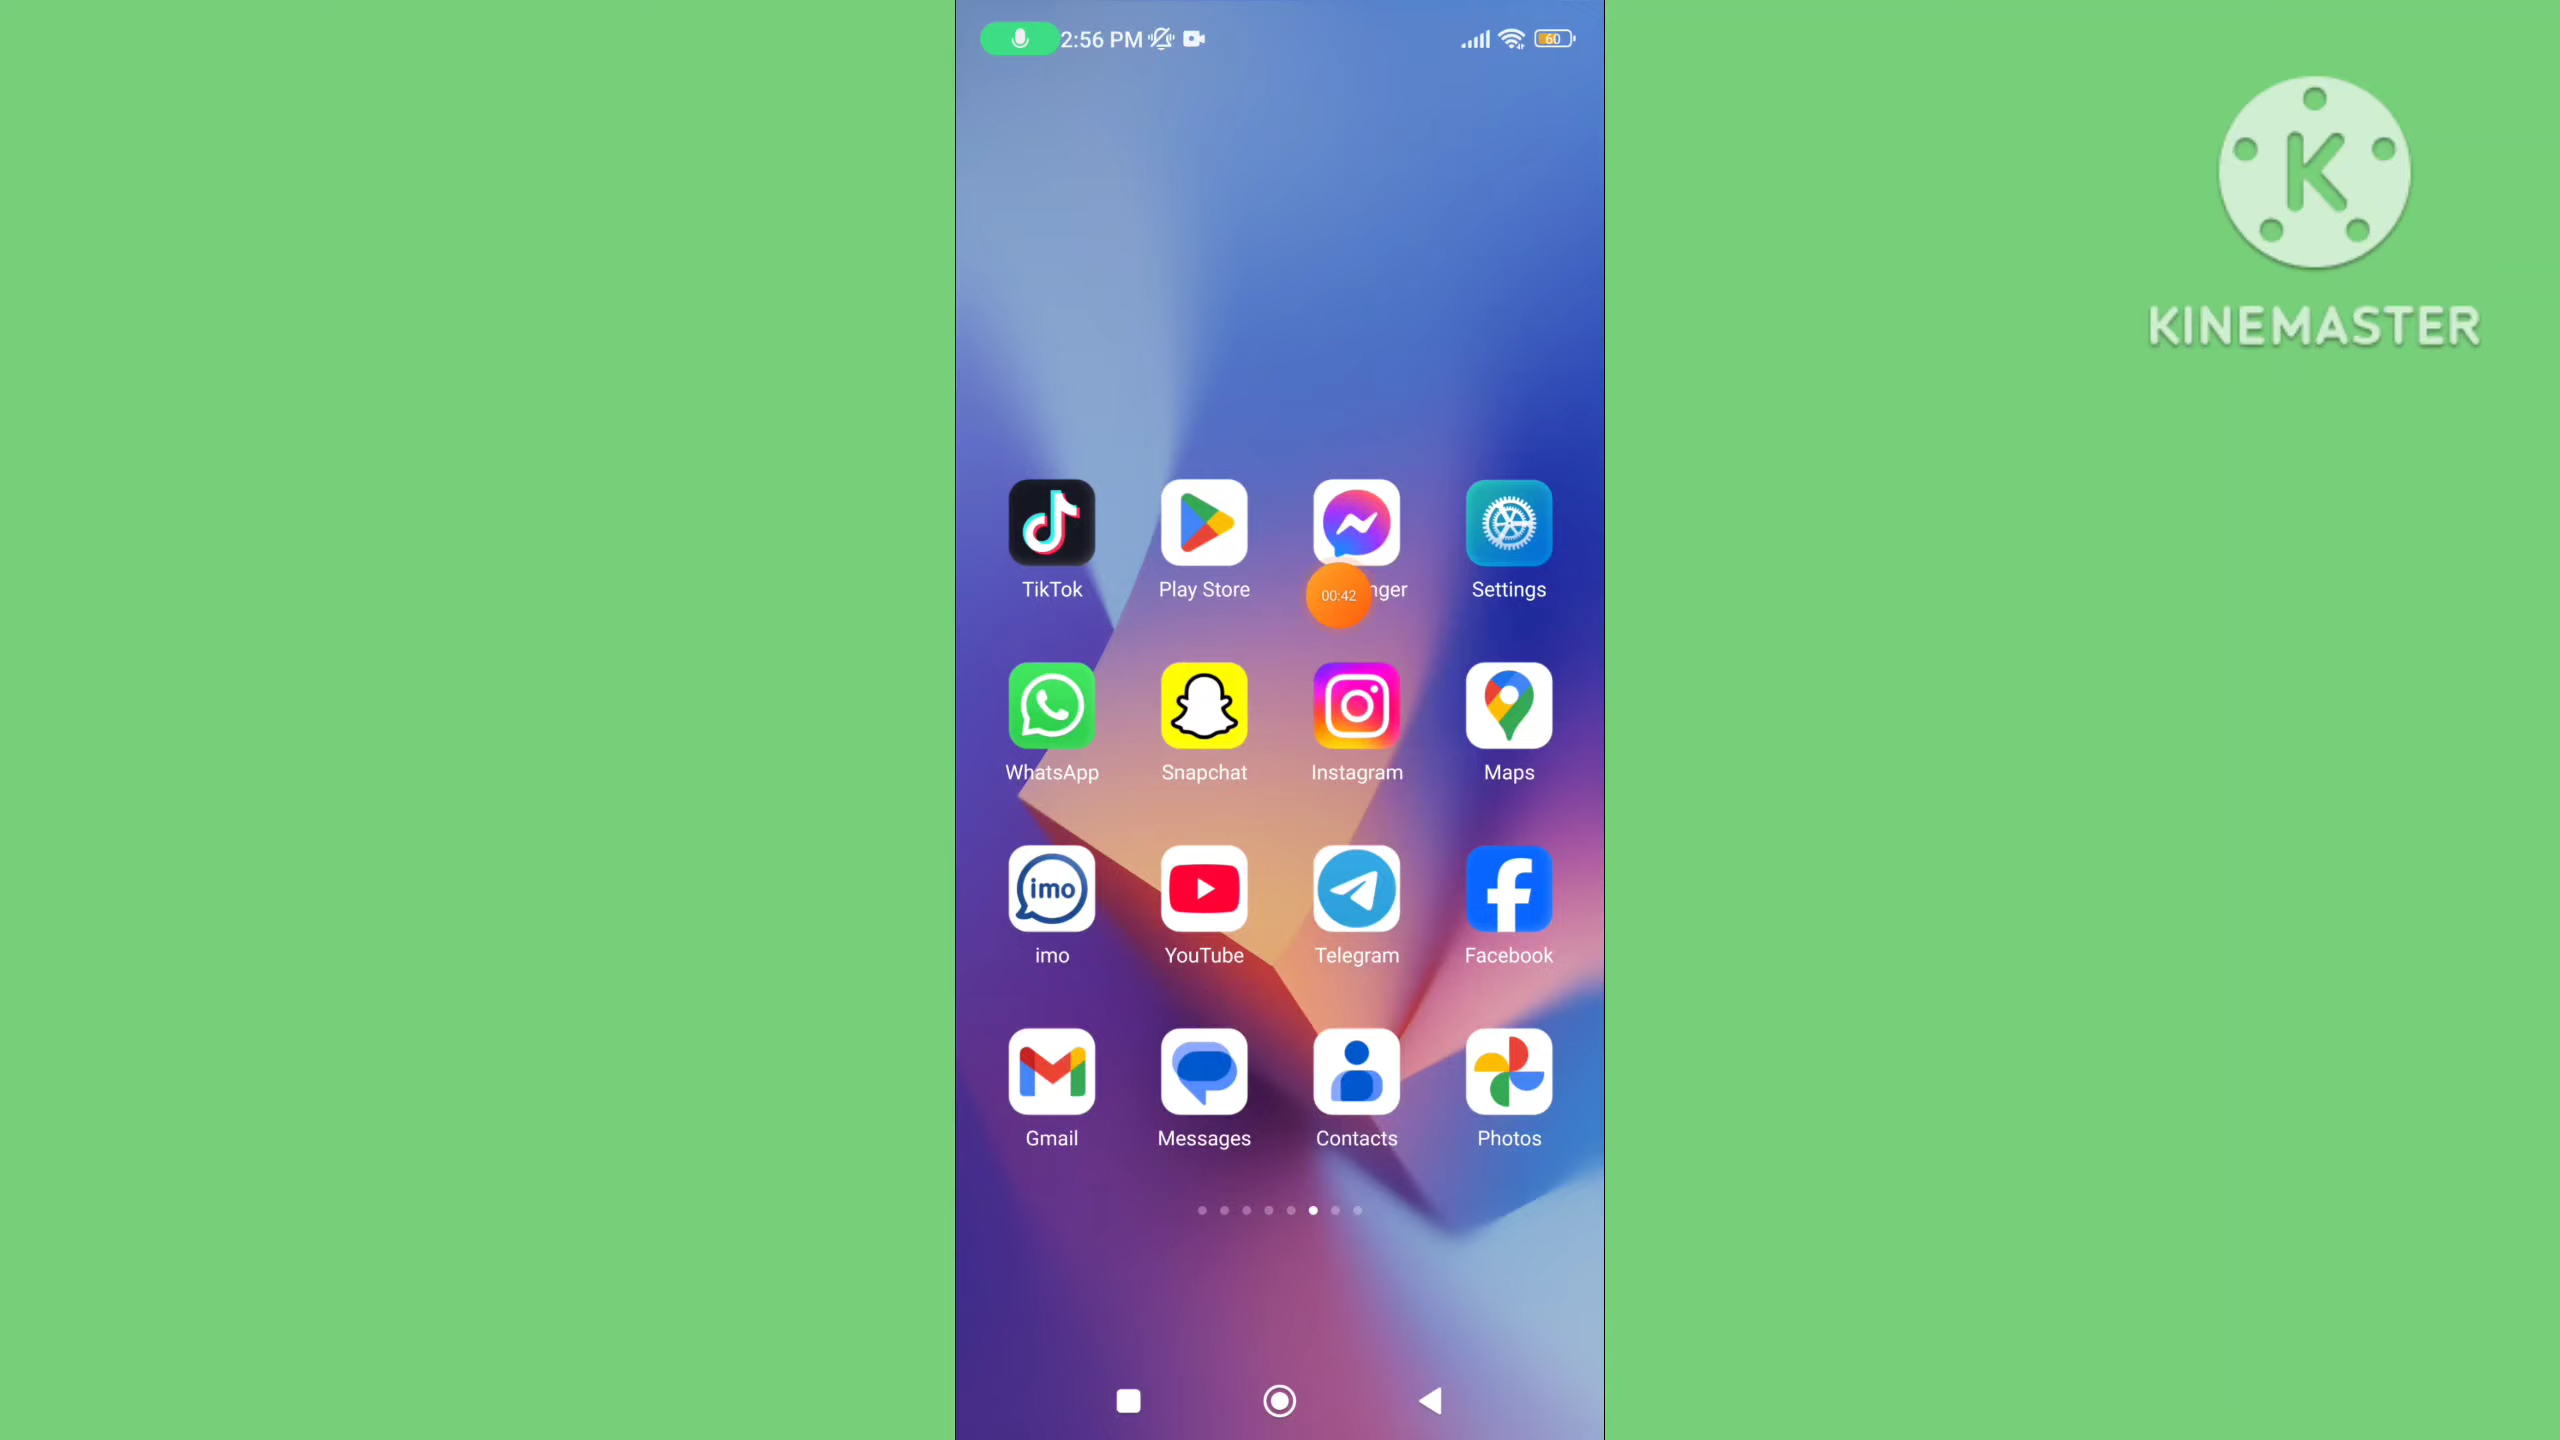 2:56 PM
60
KINEMASTER
TikTok
Play Store
nger
Settings
00:42
WhatsApp
Snapchat
Instagram
Maps
imo
imo
YouTube
Telegram
Facebook
Gmail
Messages
Contacts
Photos